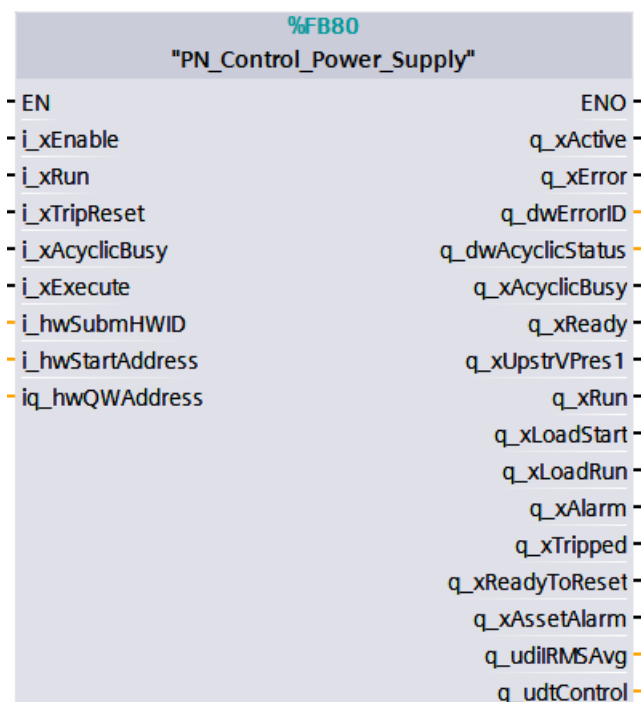 %FB80
"PN_Control_Power_Supply"
EN ENO
i_xEnable q_xActive
i_xRun q_xError
i_xTripReset q_dwErrorID
i_xAcyclicBusy q_dwAcyclicStatus
i_xExecute q_xAcyclicBusy
i_hwSubmHWID q_xReady
i_hwStartAddress q_xUpstrVPres1
iq_hwQWAddress q_xRun
q_xLoadStart
q_xLoadRun
q_xAlarm
q_xTripped
q_xReadyToReset
q_xAssetAlarm
q_udiIRMSAvg
q_udtControl